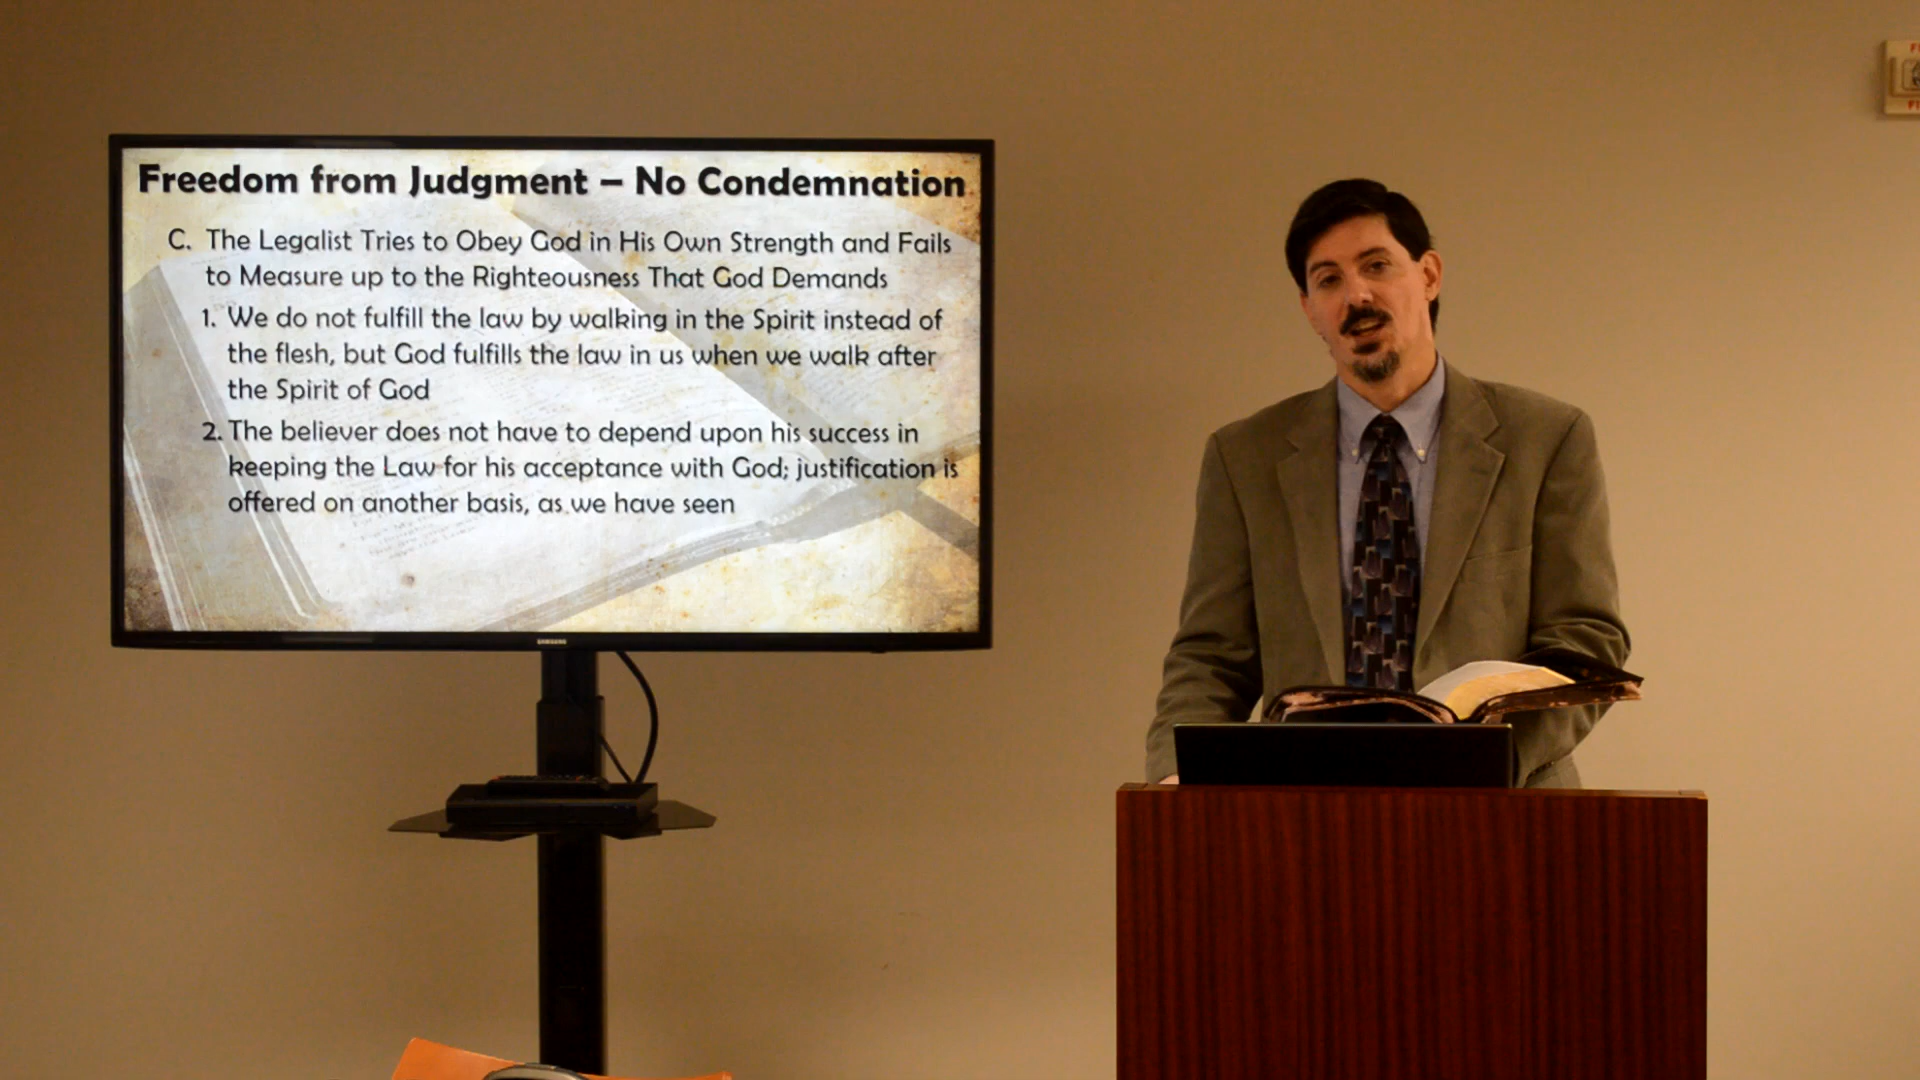 Freedom from Judgment – No Condemnation
C. The Legalist Tries to Obey God in His Own Strength and Fails
to Measure up to the Righteousness That God Demands
1. We do not fulfill the law by walking in the Spirit instead of
the flesh, but God fulfills the law in us when we walk after
the Spirit of God
2. The believer does not have to depend upon his success in
keeping the Law for his acceptance with God; justification is
offered on another basis, as we have seen
SAMSUNG